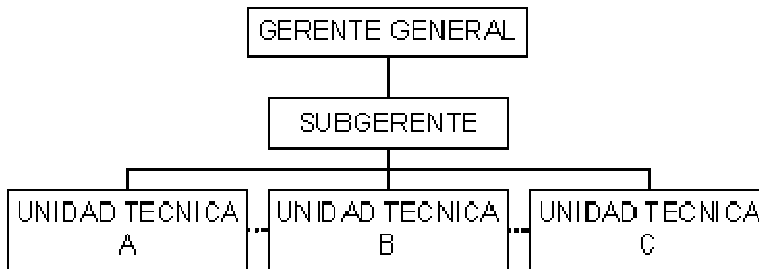 GERENTE GENERAL
SUBGERENTE
UNIDAD TECNICA
A
UNIDAD TECNICA
B
UNIDAD TECNICA
C